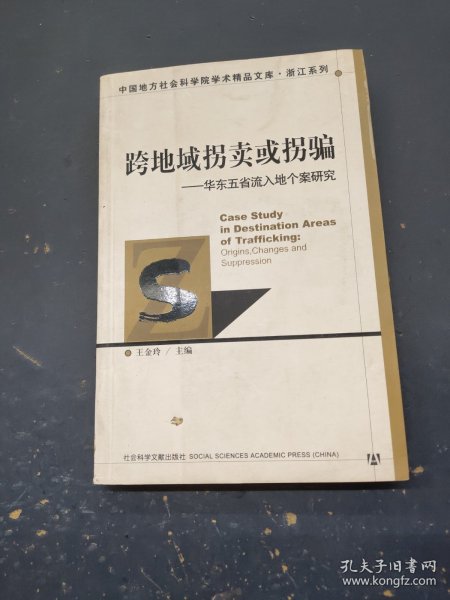 中国地方社会科学院学术精品文库·浙江系列
跨地域拐卖或拐骗
——华东五省流入地个案研究
Case Study
in Destination Areas
of Trafficking:
Origins,Changes and
Suppression
ZS
王金玲 / 主编
社会科学文献出版社 SOCIAL SCIENCES ACADEMIC PRESS (CHINA)
孔夫子旧书网
www.kongfz.com